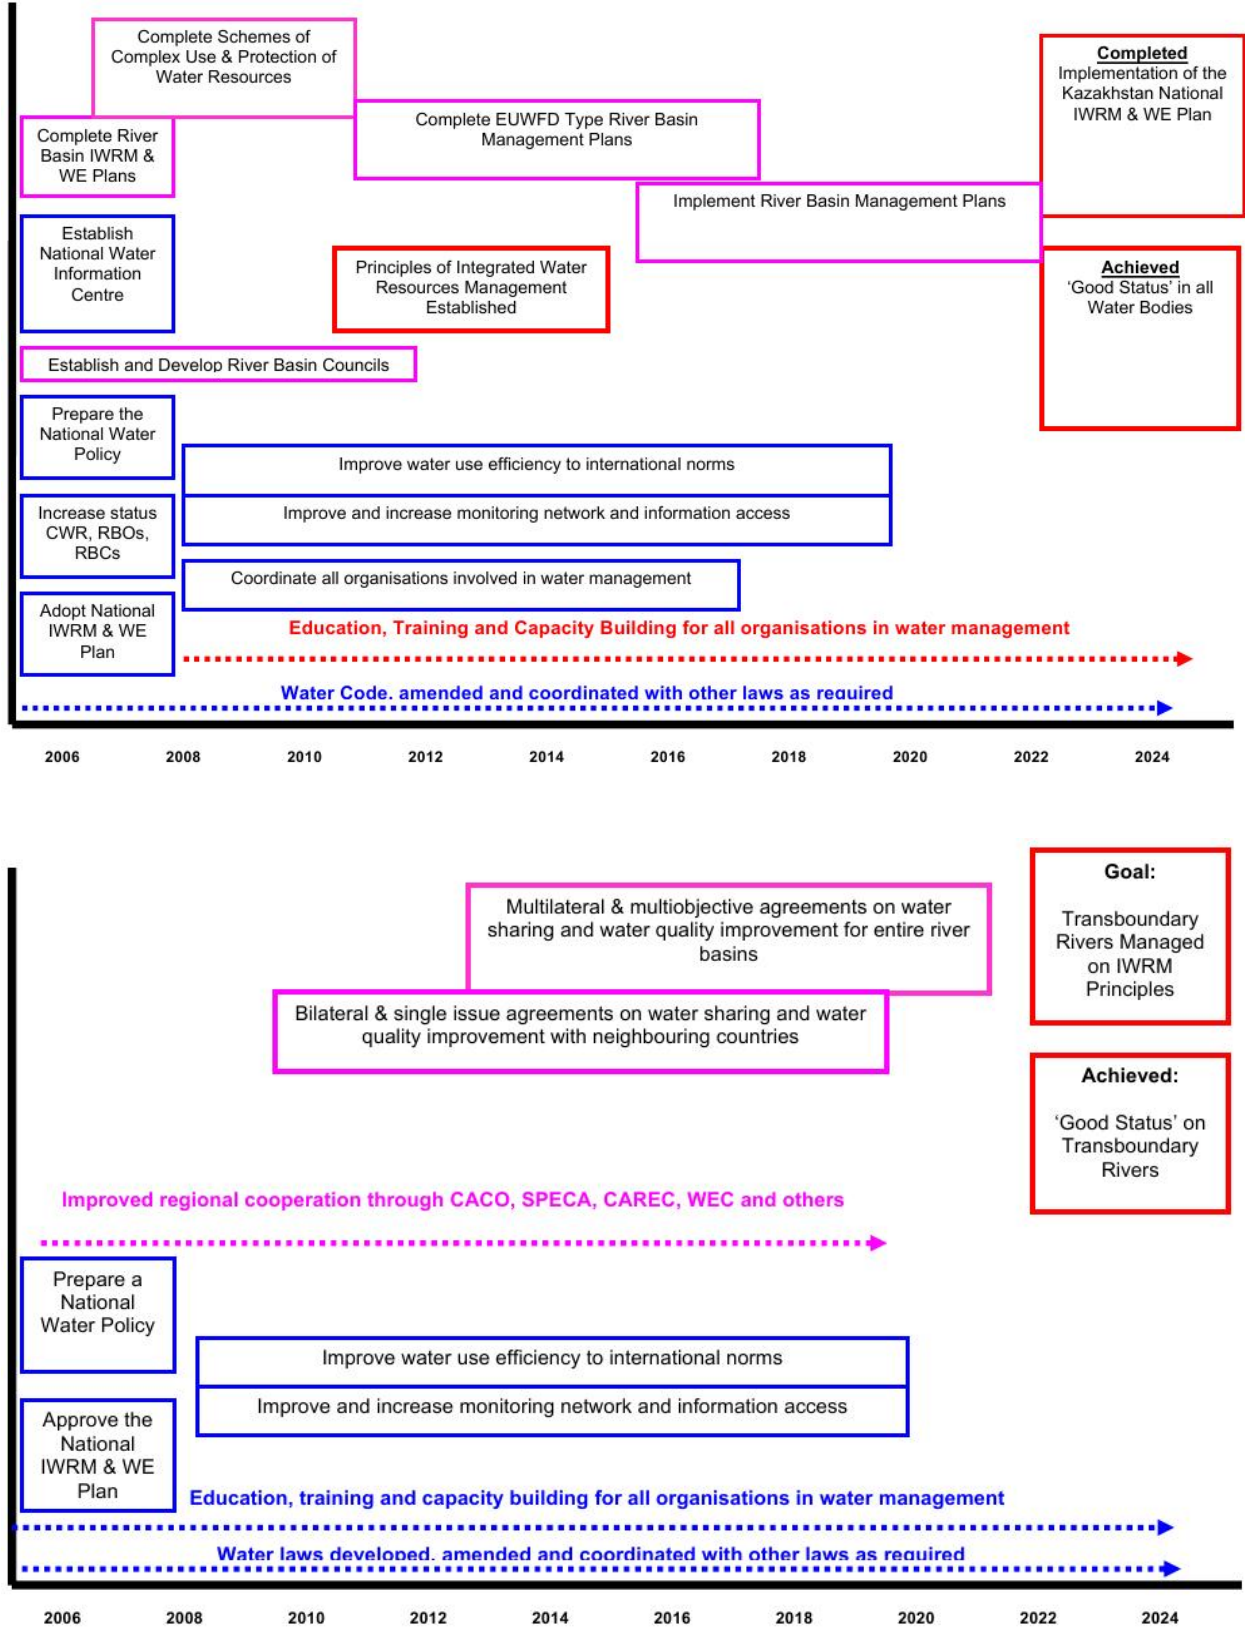 Complete Schemes of
Complex Use & Protection of
Water Resources
Completed
Implementation of the
Kazakhstan National
IWRM & WE Plan
Complete River
Basin IWRM &
WE Plans
Complete EUWFD Type River Basin
Management Plans
Implement River Basin Management Plans
Establish
National Water
Information
Centre
Principles of Integrated Water
Resources Management
Established
Achieved
‘Good Status’ in all
Water Bodies
Establish and Develop River Basin Councils
Prepare the
National Water
Policy
Improve water use efficiency to international norms
Increase status
CWR, RBOs,
RBCs
Improve and increase monitoring network and information access
Coordinate all organisations involved in water management
Adopt National
IWRM & WE
Plan
Education, Training and Capacity Building for all organisations in water management
Water Code, amended and coordinated with other laws as required
2006 2008 2010 2012 2014 2016 2018 2020 2022 2024
Multilateral & multiobjective agreements on water
sharing and water quality improvement for entire river
basins
Goal:
Transboundary
Rivers Managed
on IWRM
Principles
Bilateral & single issue agreements on water sharing and water
quality improvement with neighbouring countries
Achieved:
‘Good Status’ on
Transboundary
Rivers
Improved regional cooperation through CACO, SPECA, CAREC, WEC and others
Prepare a
National
Water Policy
Improve water use efficiency to international norms
Improve and increase monitoring network and information access
Approve the
National
IWRM & WE
Plan
Education, training and capacity building for all organisations in water management
Water laws developed, amended and coordinated with other laws as required
2006 2008 2010 2012 2014 2016 2018 2020 2022 2024